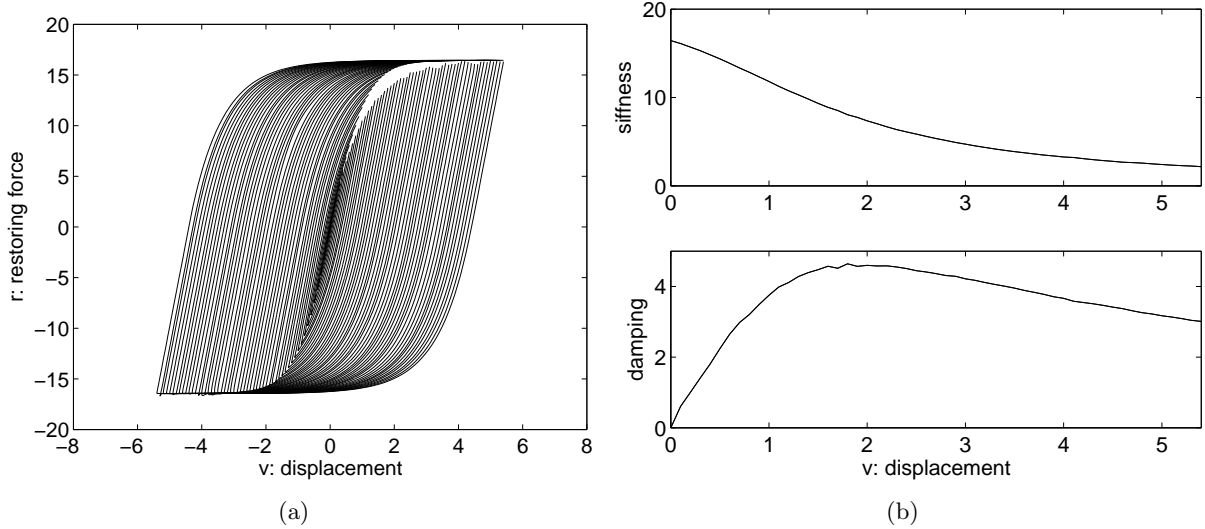 20
15
10
5
0
−5
−10
−15
−20
r: restoring force
−8 −6 −4 −2 0 2 4 6 8
v: displacement
(a)
20
10
0
siffness
0 1 2 3 4 5
4
2
0
damping
0 1 2 3 4 5
v: displacement
(b)